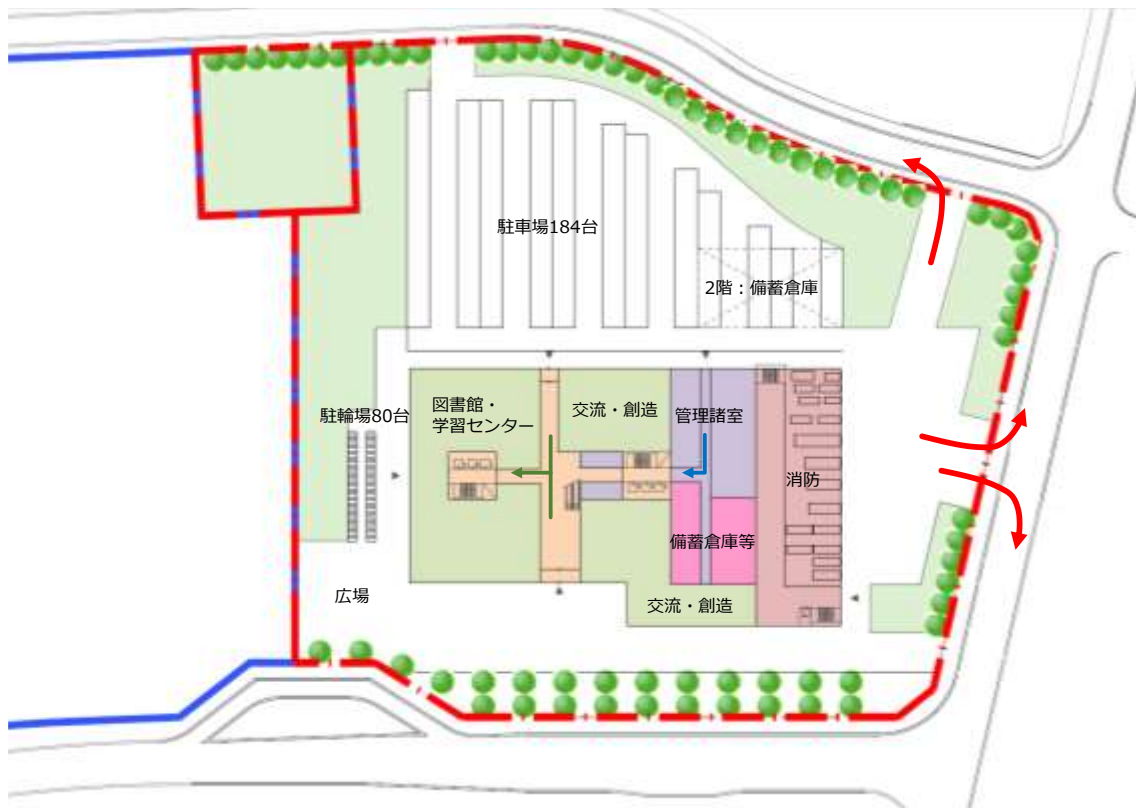 駐車場184台
2階：備蓄倉庫
駐輪場80台
図書館・
学習センター
交流・創造
管理諸室
消防
備蓄倉庫等
広場
交流・創造